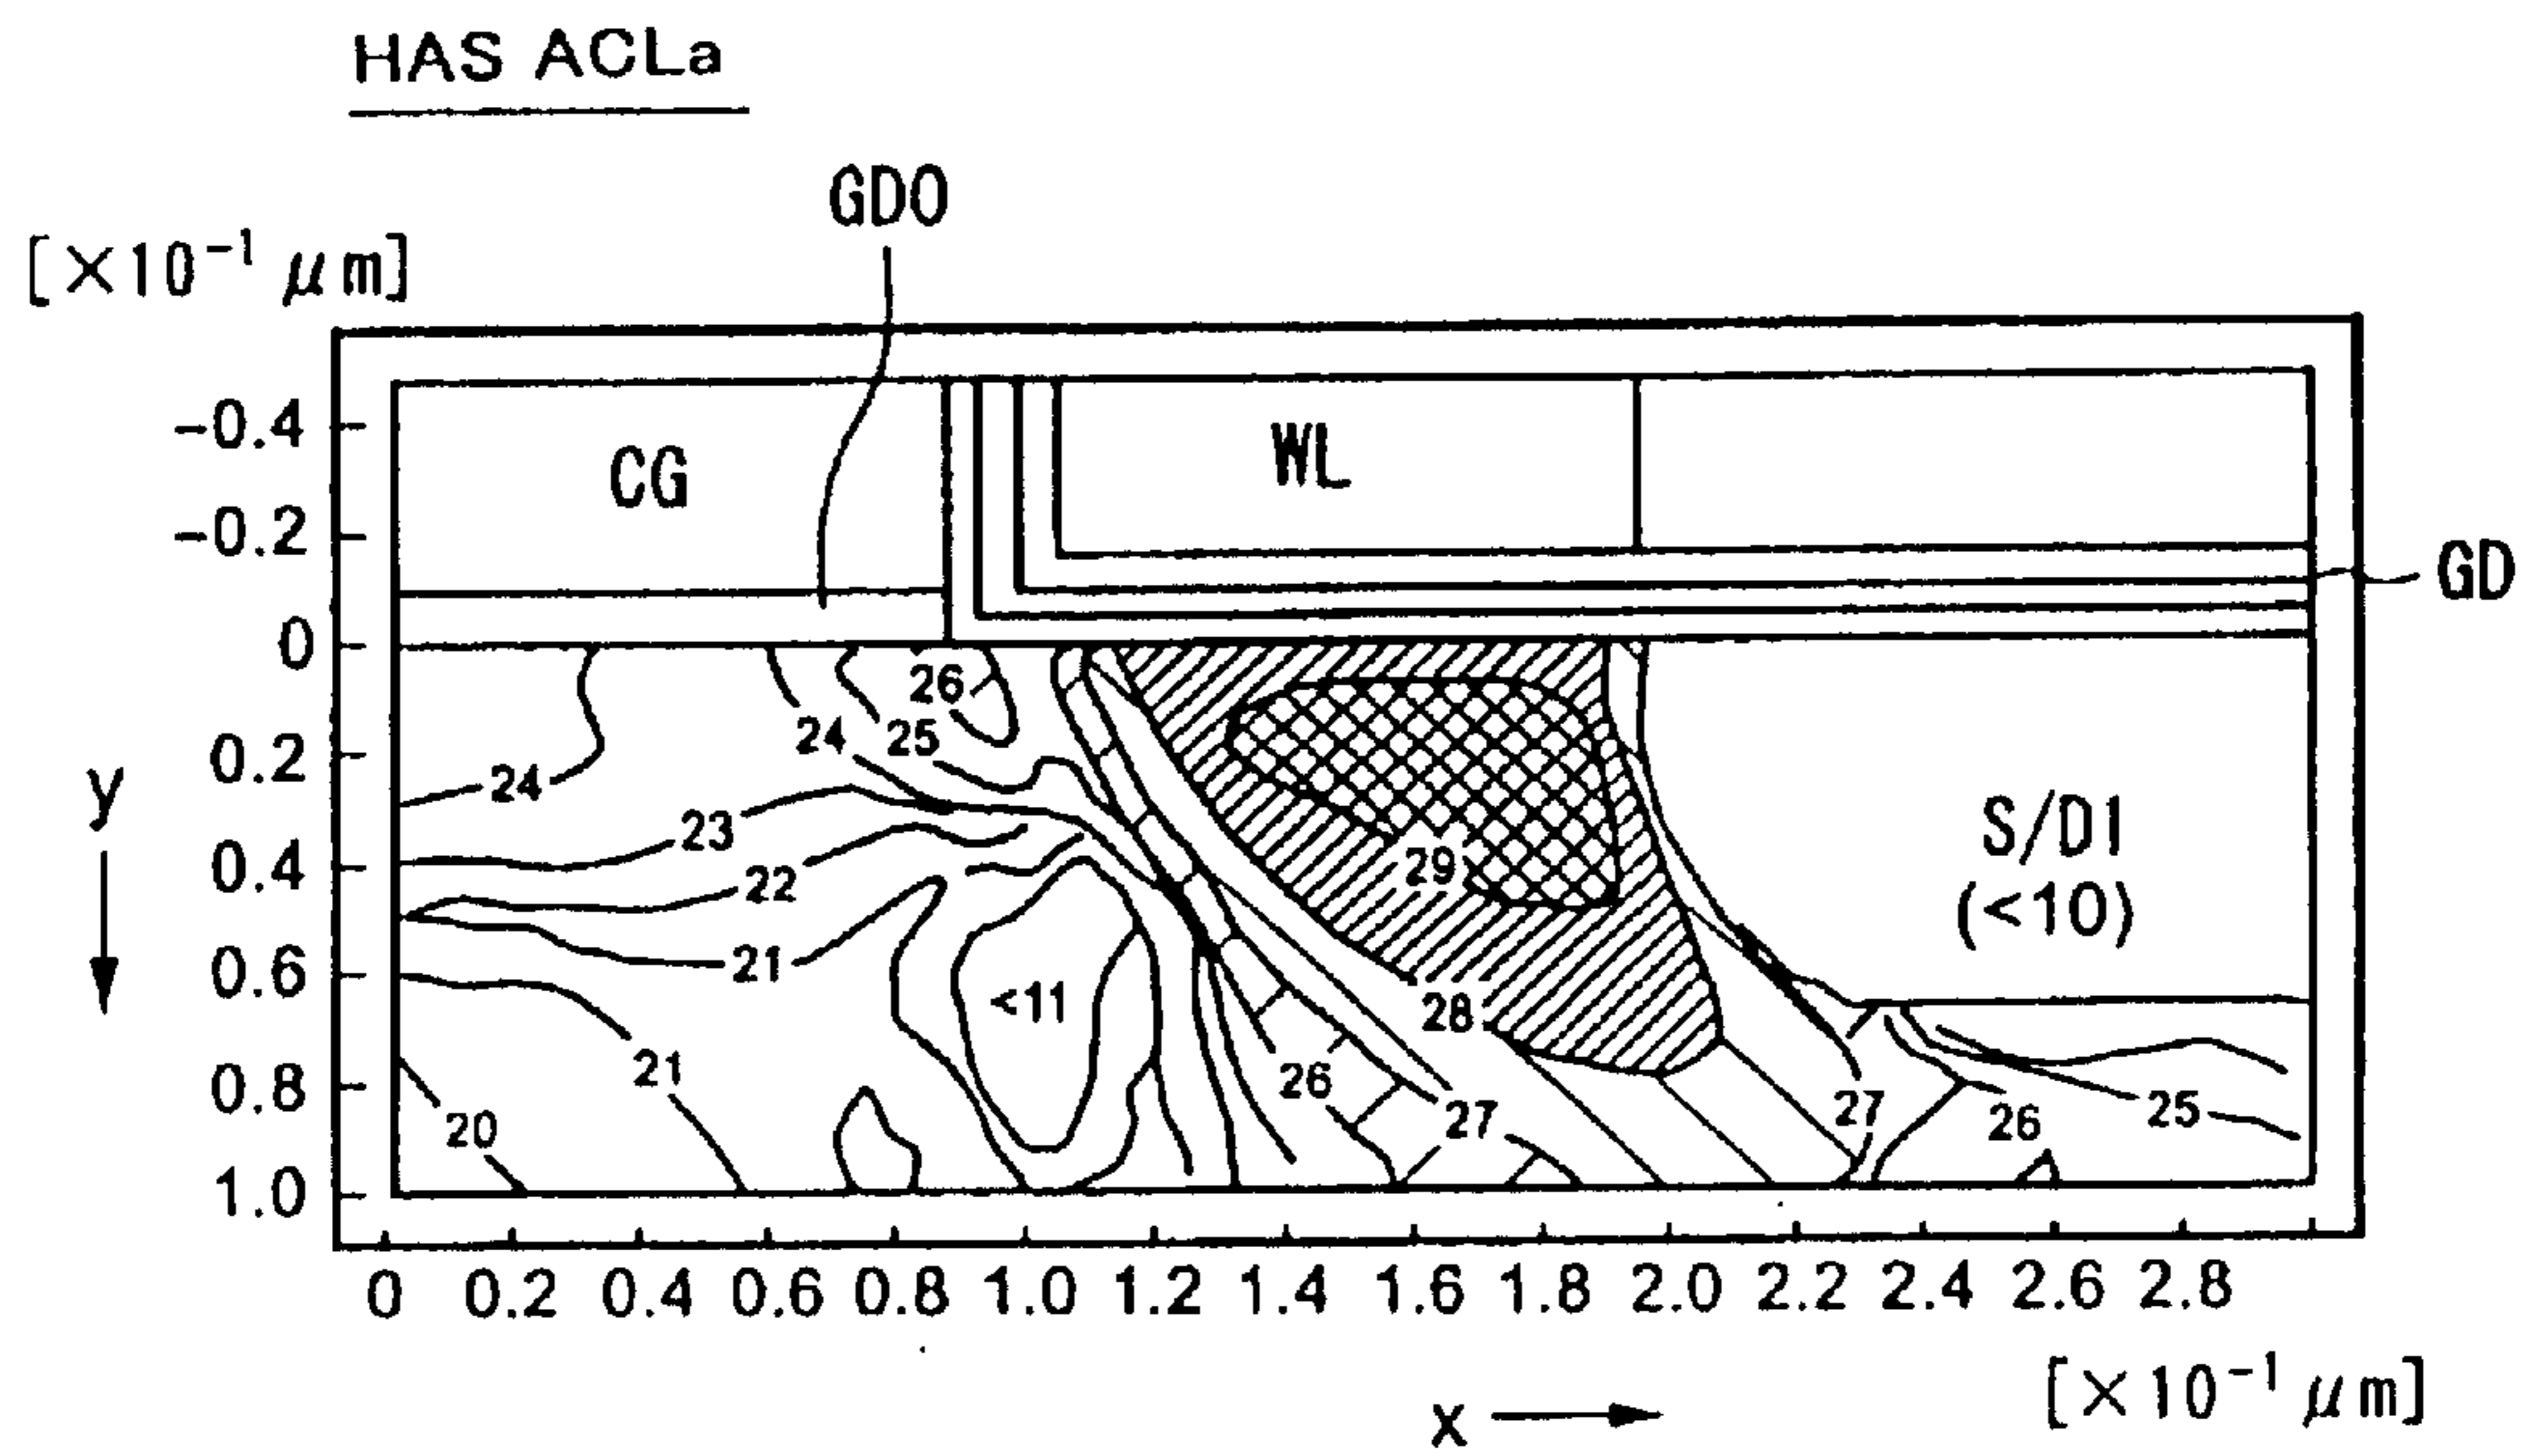 HAS ACLa
GD0
[×10⁻¹ μm]
-0.4
CG
WL
-0.2
GD
0
26
24
25
0.2
24
y
23
S/D1
0.4
29
22
(<10)
21
0.6
<11
28
21
0.8
26
27
27
25
20
26
1.0
0 0.2 0.4 0.6 0.8 1.0 1.2 1.4 1.6 1.8 2.0 2.2 2.4 2.6 2.8
[×10⁻¹ μm]
x